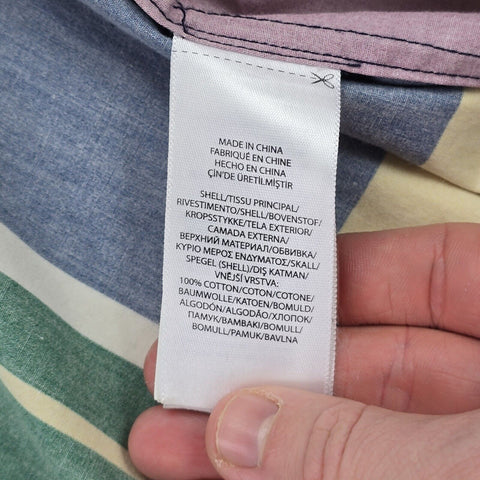 MADE IN CHINA
FABRIQUÉ EN CHINE
HECHO EN CHINA
ÇİN'DE ÜRETİLMİŞTİR
SHELL/TISSU PRINCIPAL/
RIVESTIMENTO/SHELL/BOVENSTOF/
KROPSSTYKKE/TELA EXTERIOR/
CAMADA EXTERNA/
ВЕРХНИЙ МАТЕРИАЛ/ОБВИВКА/
ΚΥΡΙΟ ΜΕΡΟΣ ΕΝΔΥΜΑΤΟΣ/SKALL/
SPEGEL (SHELL)/DIŞ KATMAN/
VNĚJŠÍ VRSTVA:
100% COTTON/COTON/COTONE/
BAUMWOLLE/KATOEN/BOMULD/
ALGODÓN/ALGODÃO/ХЛОПОК/
ПАМУК/ΒΑΜΒΑΚΙ/BOMULL/
BOMULL/PAMUK/BAVLNA